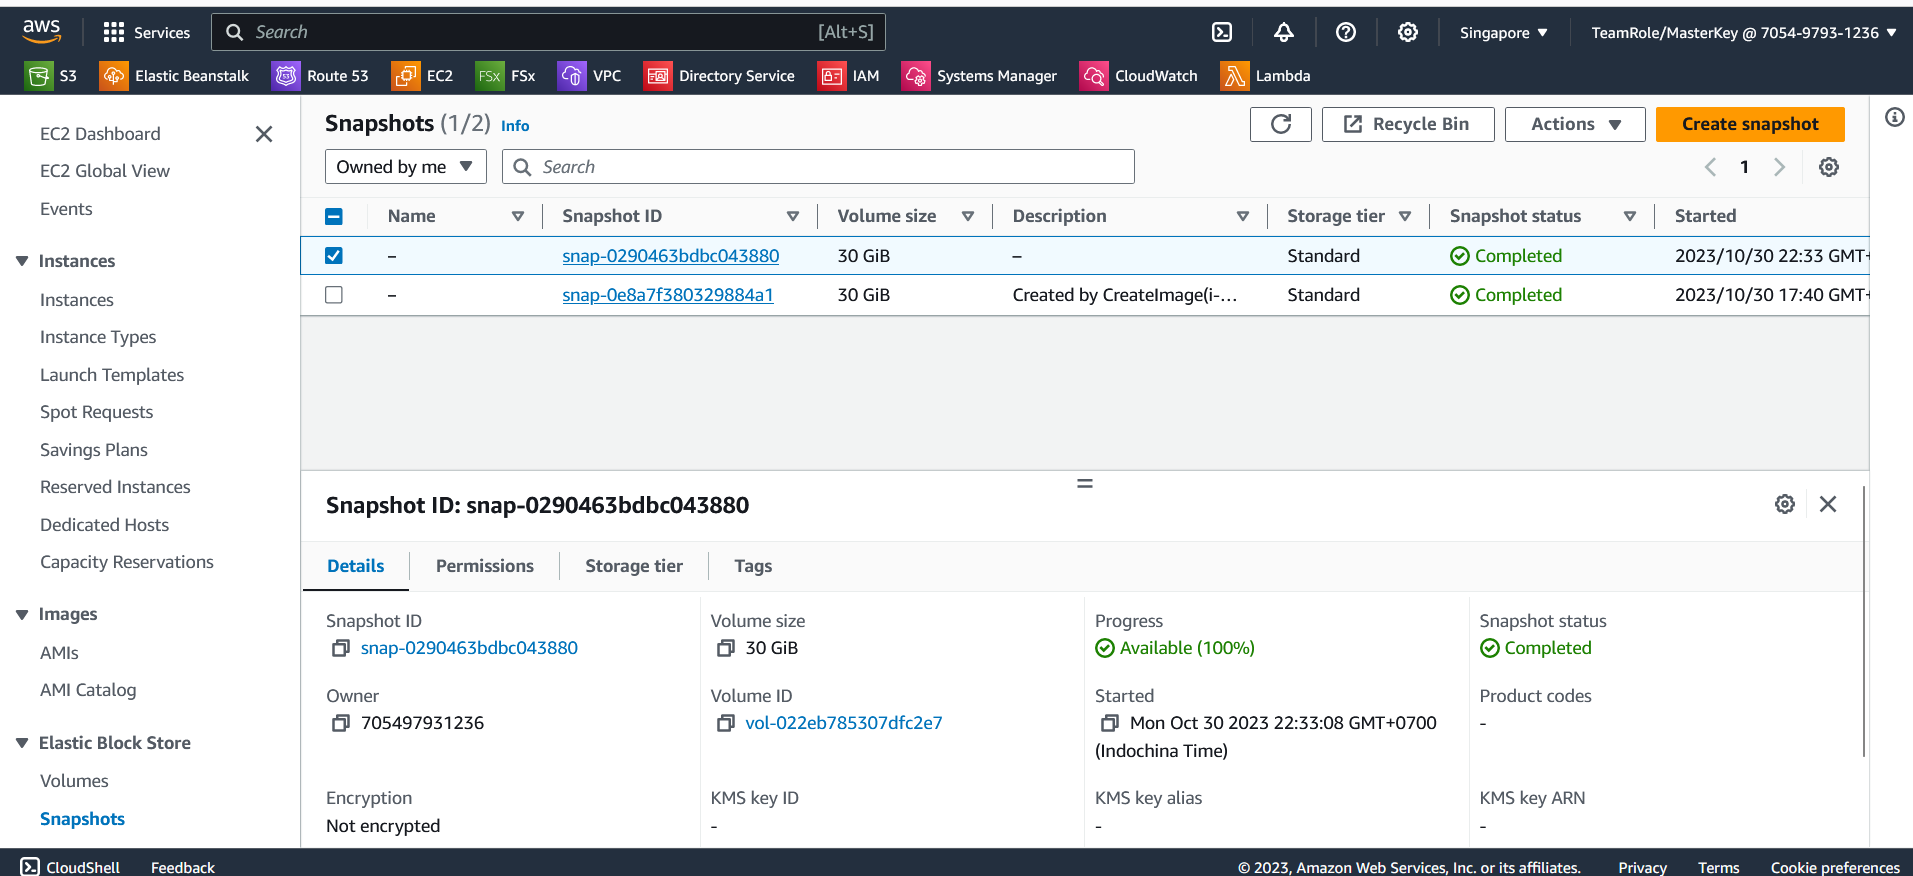 aws Services Search [Alt+S] Singapore TeamRole/MasterKey @ 7054-9793-1236
S3 Elastic Beanstalk Route 53 EC2 FSx FSx VPC Directory Service IAM Systems Manager CloudWatch Lambda
EC2 Dashboard
EC2 Global View
Events
Instances
Instances
Instance Types
Launch Templates
Spot Requests
Savings Plans
Reserved Instances
Dedicated Hosts
Capacity Reservations
Images
AMIs
AMI Catalog
Elastic Block Store
Volumes
Snapshots
Snapshots (1/2) Info Recycle Bin Actions Create snapshot
Owned by me Search 1
Name Snapshot ID Volume size Description Storage tier Snapshot status Started
– snap-0290463bdbc043880 30 GiB – Standard Completed 2023/10/30 22:33 GMT+
– snap-0e8a7f380329884a1 30 GiB Created by CreateImage(i-... Standard Completed 2023/10/30 17:40 GMT+
Snapshot ID: snap-0290463bdbc043880
Details Permissions Storage tier Tags
Snapshot ID Volume size Progress Snapshot status
snap-0290463bdbc043880 30 GiB Available (100%) Completed
Owner Volume ID Started Product codes
705497931236 vol-022eb785307dfc2e7 Mon Oct 30 2023 22:33:08 GMT+0700 -
(Indochina Time)
Encryption KMS key ID KMS key alias KMS key ARN
Not encrypted - - -
CloudShell Feedback © 2023, Amazon Web Services, Inc. or its affiliates. Privacy Terms Cookie preferences